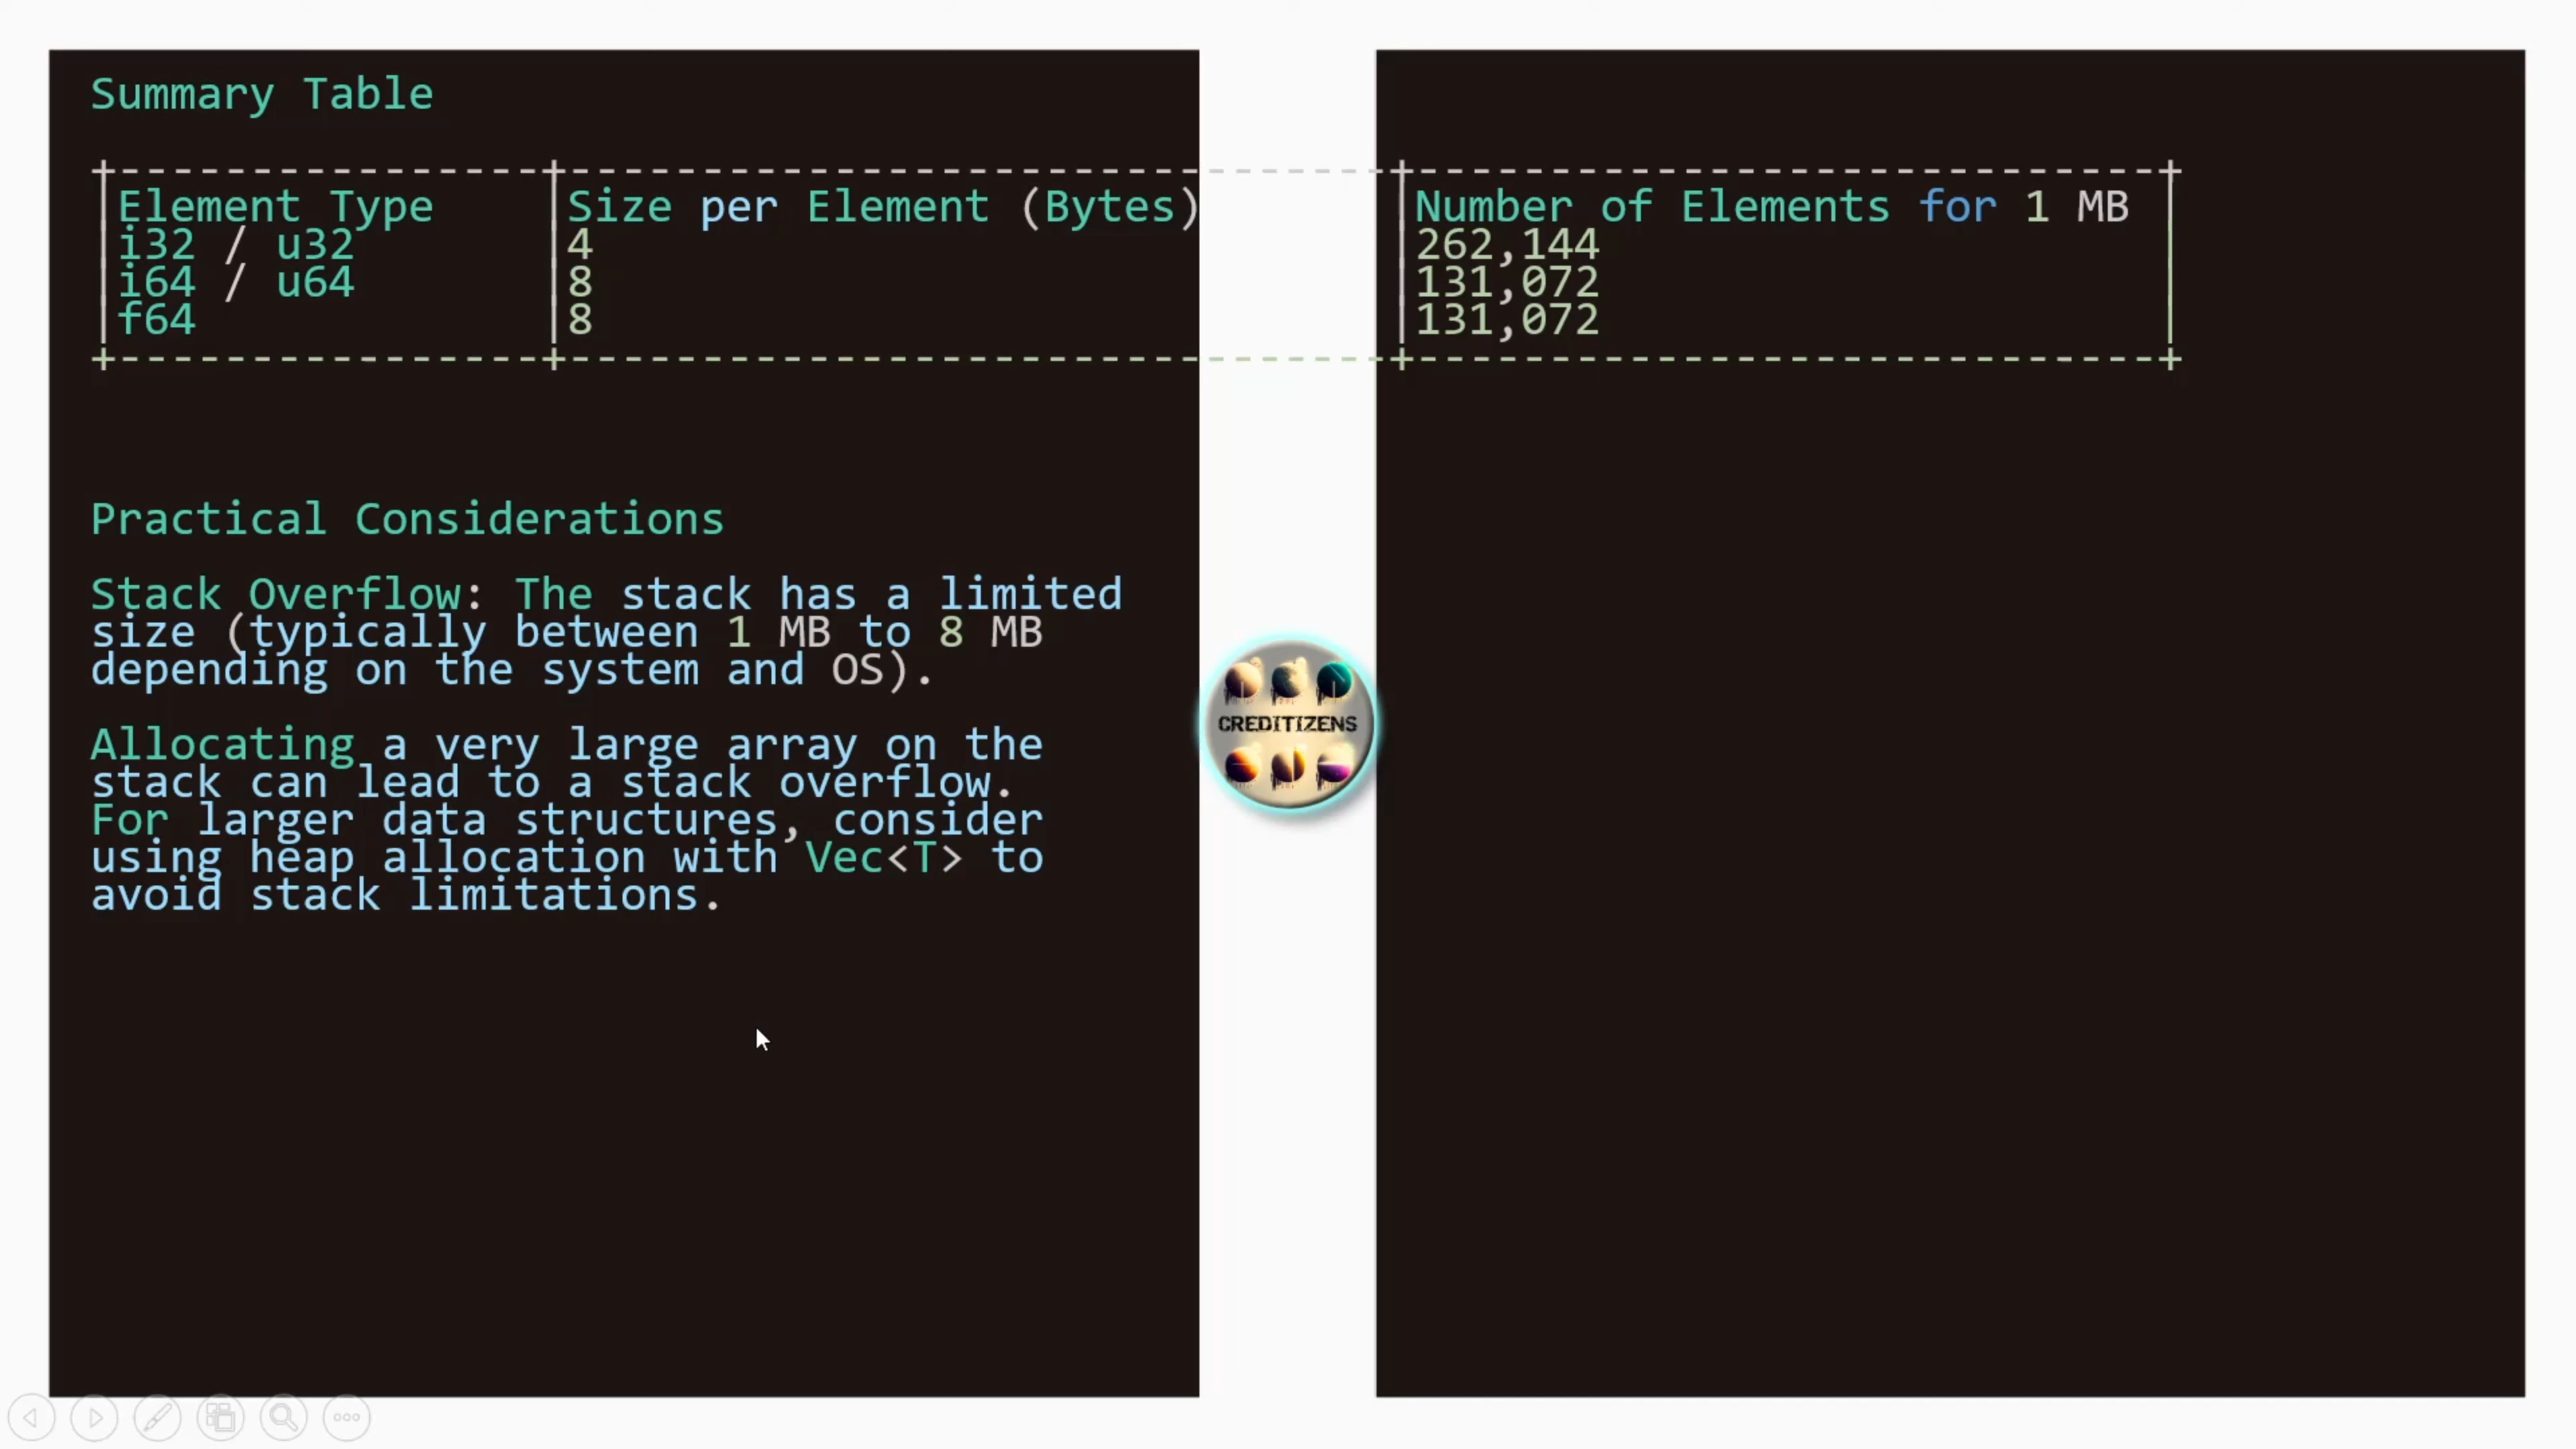 Summary Table
+----------------+-------------------------------+----------------------------+
|Element Type |Size per Element (Bytes) |Number of Elements for 1 MB |
|i32 / u32 |4 |262,144 |
|i64 / u64 |8 |131,072 |
|f64 |8 |131,072 |
+----------------+-------------------------------+----------------------------+
Practical Considerations
Stack Overflow: The stack has a limited
size (typically between 1 MB to 8 MB
depending on the system and OS).
Allocating a very large array on the
stack can lead to a stack overflow.
For larger data structures, consider
using heap allocation with Vec<T> to
avoid stack limitations.
CREDITIZENS